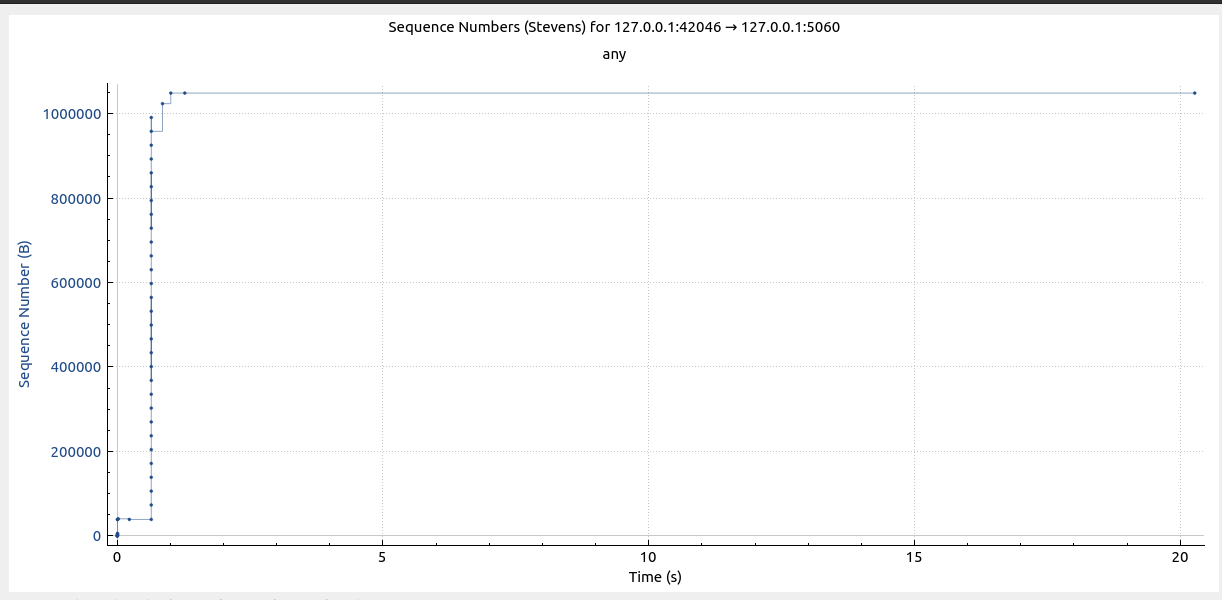 Sequence Numbers (Stevens) for 127.0.0.1:42046 → 127.0.0.1:5060
any
1000000
800000
600000
400000
200000
0
Sequence Number (B)
0 5 10 15 20
Time (s)